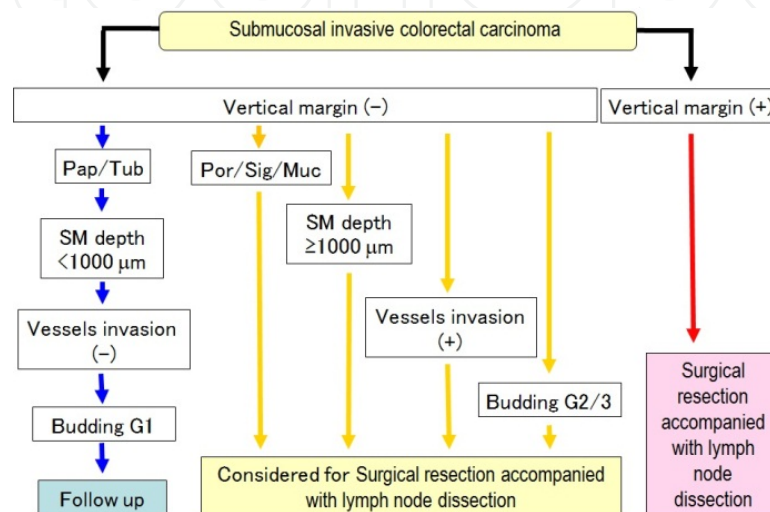 Submucosal invasive colorectal carcinoma
Vertical margin (-)
Vertical margin (+)
Pap/Tub
Por/Sig/Muc
SM depth
<1000 μm
SM depth
≥1000 μm
Vessels invasion
(-)
Vessels invasion
(+)
Budding G1
Budding G2/3
Follow up
Considered for Surgical resection accompanied
with lymph node dissection
Surgical
resection
accompanied
with lymph
node
dissection